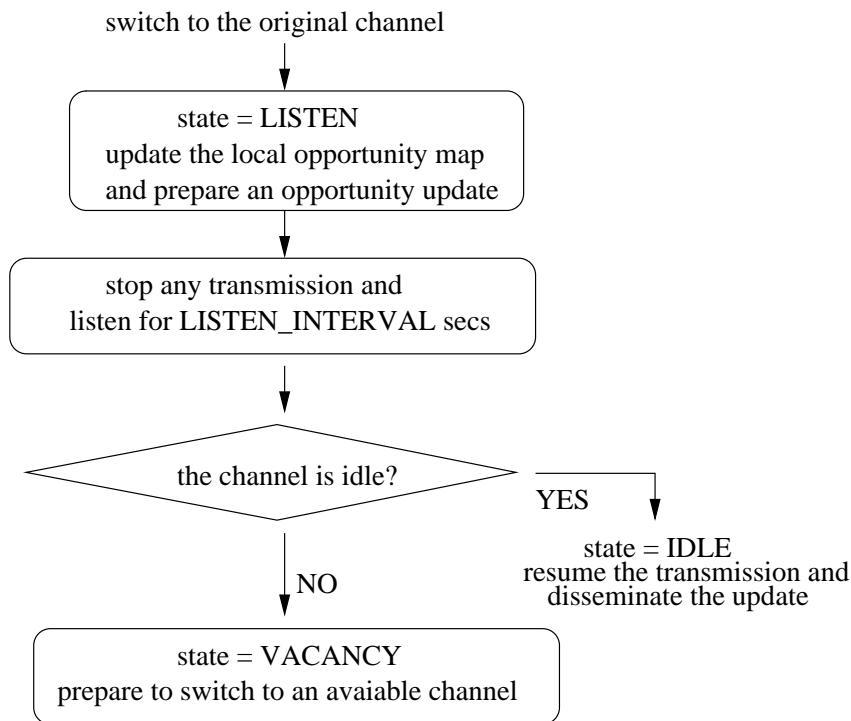 switch to the original channel
state = LISTEN
update the local opportunity map
and prepare an opportunity update
stop any transmission and
listen for LISTEN_INTERVAL secs
the channel is idle?
YES
state = IDLE
resume the transmission and
disseminate the update
NO
state = VACANCY
prepare to switch to an avaiable channel